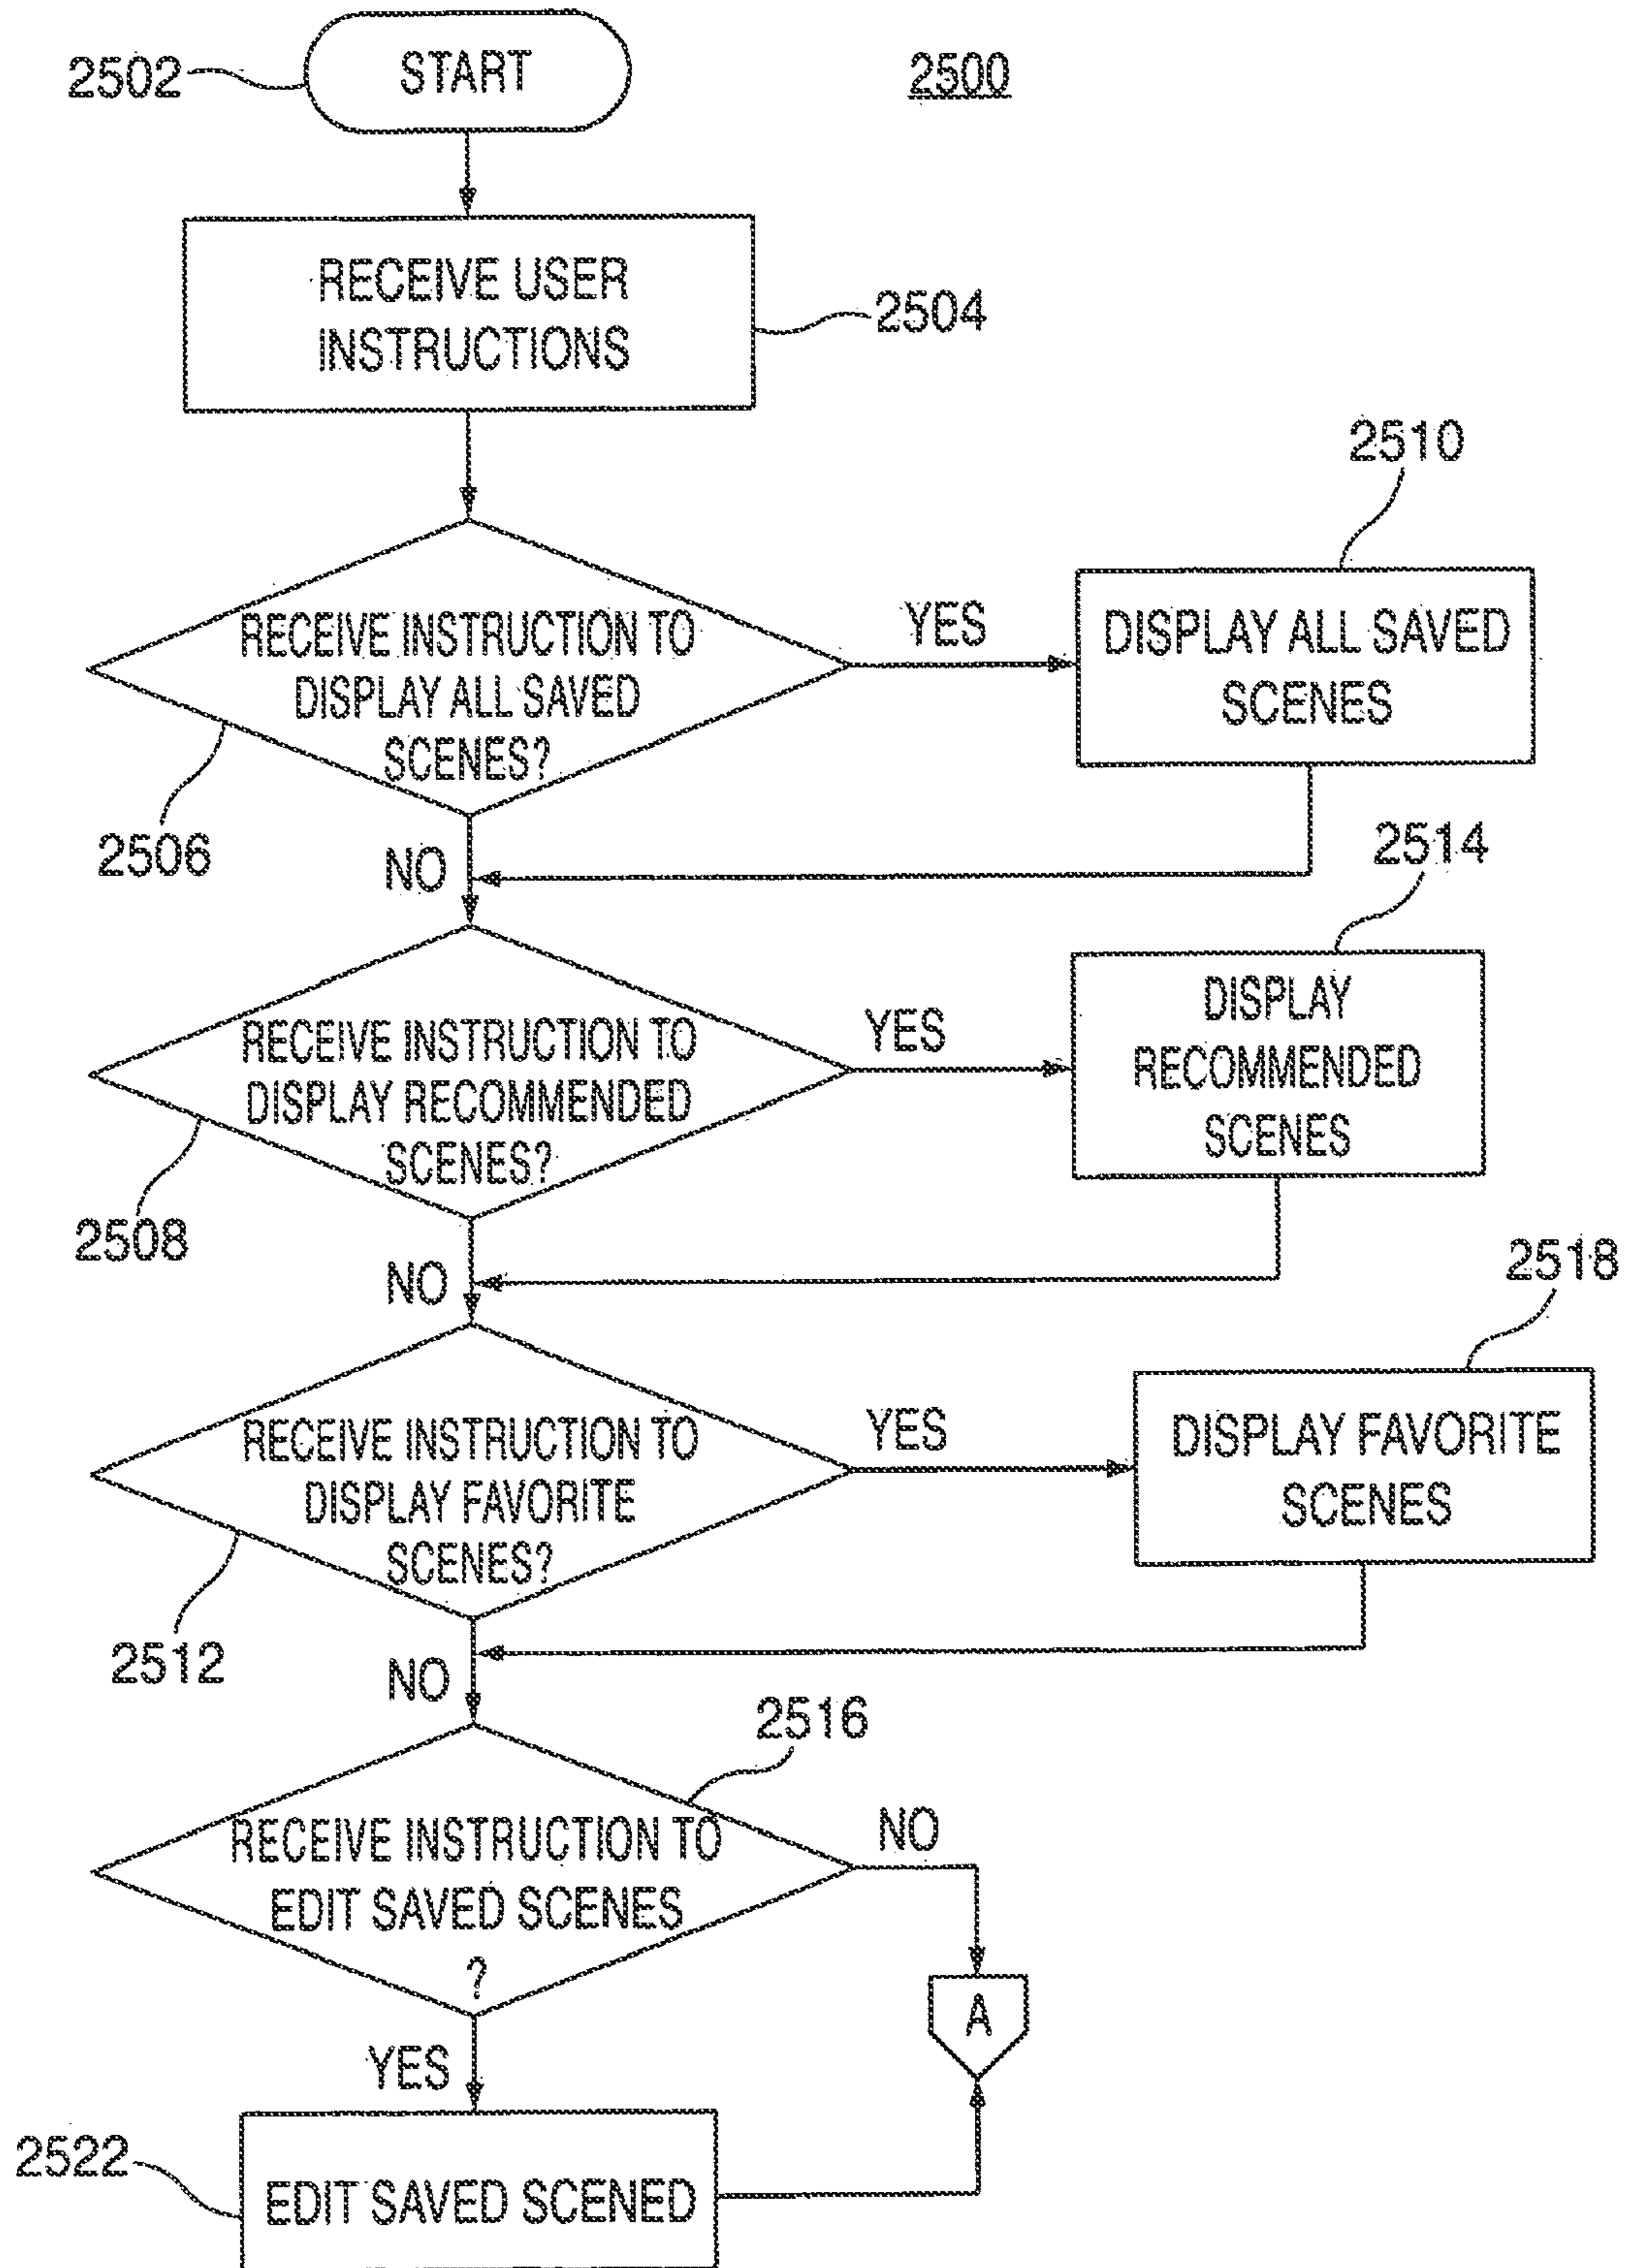 START
2502
2500
RECEIVE USER
INSTRUCTIONS
2504
RECEIVE INSTRUCTION TO
DISPLAY ALL SAVED
SCENES?
2506
YES
2510
DISPLAY ALL SAVED
SCENES
NO
RECEIVE INSTRUCTION TO
DISPLAY RECOMMENDED
SCENES?
2508
YES
2514
DISPLAY
RECOMMENDED
SCENES
NO
RECEIVE INSTRUCTION TO
DISPLAY FAVORITE
SCENES?
2512
YES
2518
DISPLAY FAVORITE
SCENES
NO
2516
RECEIVE INSTRUCTION TO
EDIT SAVED SCENES
?
NO
A
YES
2522
EDIT SAVED SCENED